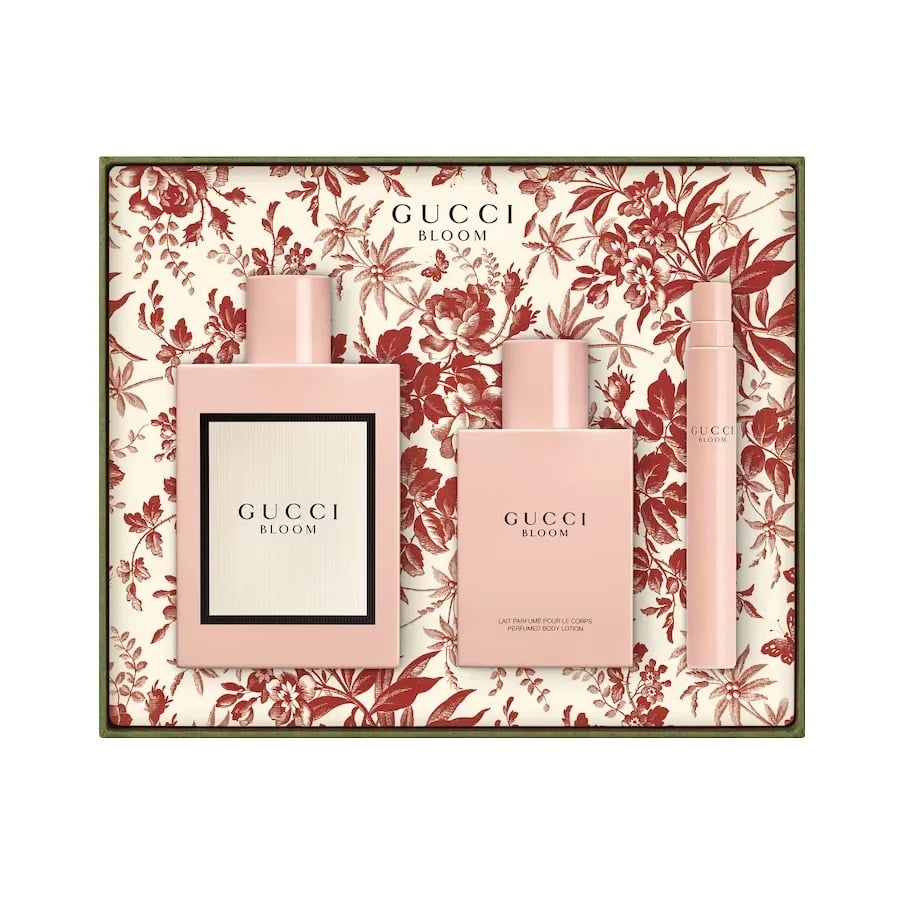 GUCCI
BLOOM
GUCCI
BLOOM
GUCCI
BLOOM
LAIT PARFUMÉ POUR LE CORPS
PERFUMED BODY LOTION
GUCCI
BLOOM